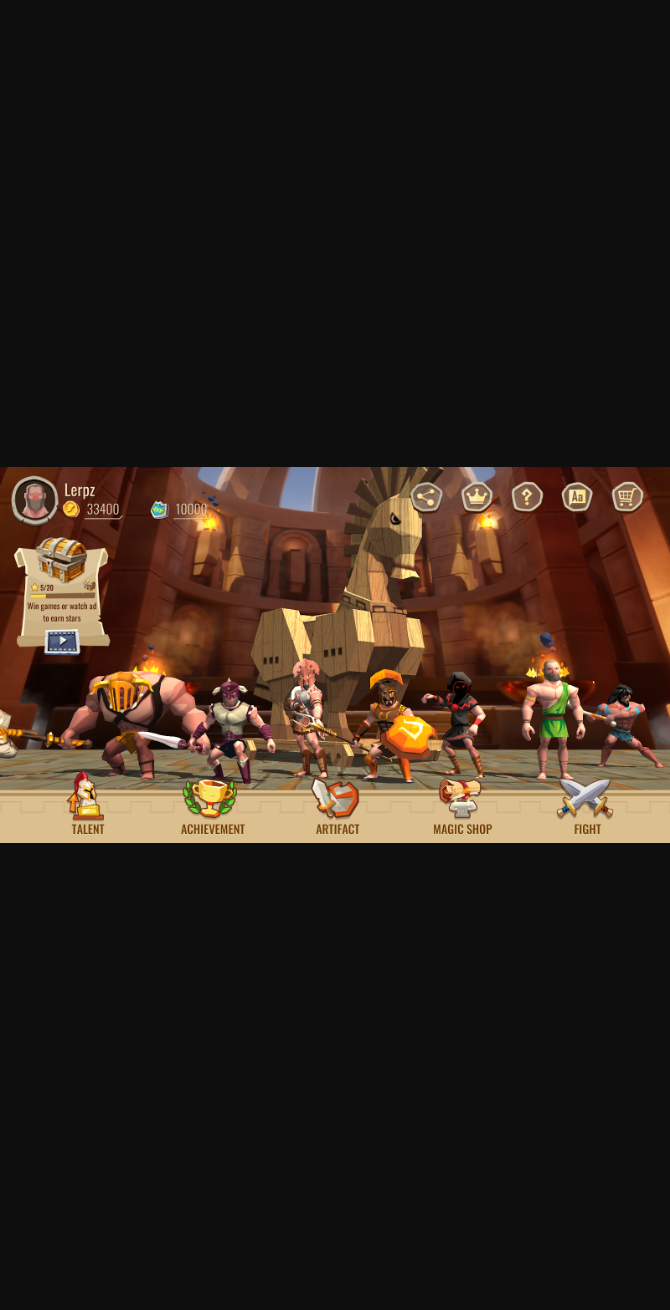 Lerpz
33400
10000
?
Aa
5/20
Win games or watch ad
to earn stars
TALENT
ACHIEVEMENT
ARTIFACT
MAGIC SHOP
FIGHT